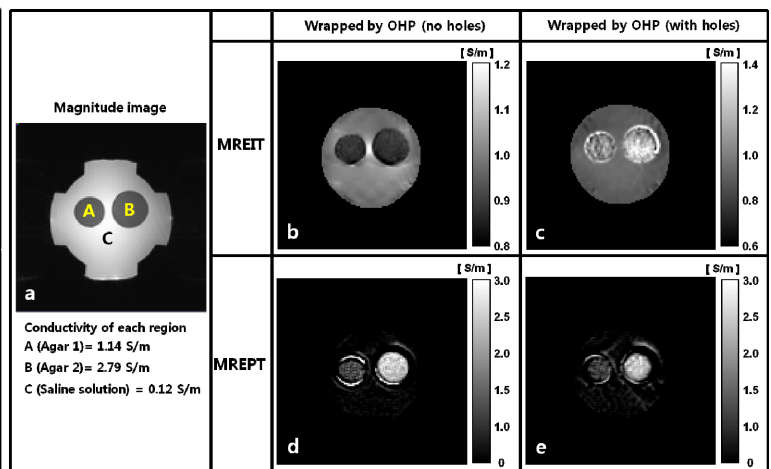 Wrapped by OHP (no holes)
Wrapped by OHP (with holes)
Magnitude image
A
B
C
a
Conductivity of each region
A (Agar 1)= 1.14 S/m
B (Agar 2)= 2.79 S/m
C (Saline solution) = 0.12 S/m
MREIT
b
[ S/m ]
1.2
1.1
1.0
0.9
0.8
c
[ S/m ]
1.4
1.2
1.0
0.8
0.6
MREPT
d
[ S/m ]
3.0
2.5
2.0
1.5
1.0
0
e
[ S/m ]
3.0
2.5
2.0
1.5
1.0
0